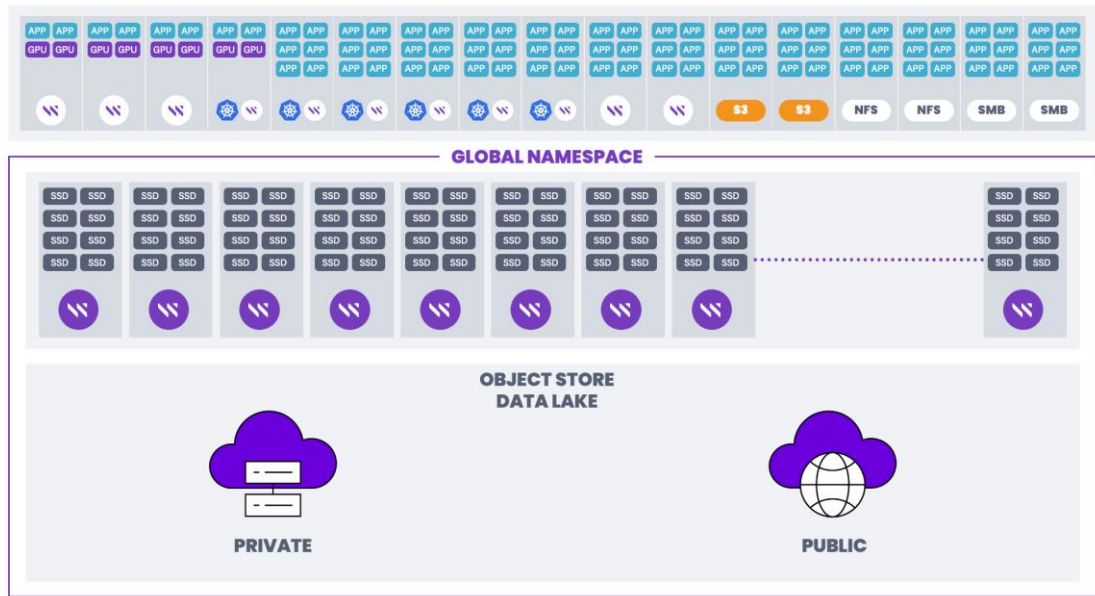 APP APP APP APP APP APP APP APP APP APP APP APP APP APP APP APP APP APP APP APP APP APP APP APP APP APP APP APP APP APP APP APP APP APP
GPU GPU GPU GPU GPU GPU GPU GPU APP APP APP APP APP APP APP APP APP APP APP APP APP APP APP APP APP APP APP APP APP APP APP APP APP APP
APP APP APP APP APP APP APP APP APP APP APP APP APP APP APP APP APP APP APP APP APP APP APP APP APP APP
S3 S3 NFS NFS SMB SMB
GLOBAL NAMESPACE
SSD SSD SSD SSD SSD SSD SSD SSD SSD SSD SSD SSD SSD SSD SSD SSD SSD SSD
SSD SSD SSD SSD SSD SSD SSD SSD SSD SSD SSD SSD SSD SSD SSD SSD SSD SSD
SSD SSD SSD SSD SSD SSD SSD SSD SSD SSD SSD SSD SSD SSD SSD SSD SSD SSD
SSD SSD SSD SSD SSD SSD SSD SSD SSD SSD SSD SSD SSD SSD SSD SSD SSD SSD
OBJECT STORE
DATA LAKE
PRIVATE PUBLIC